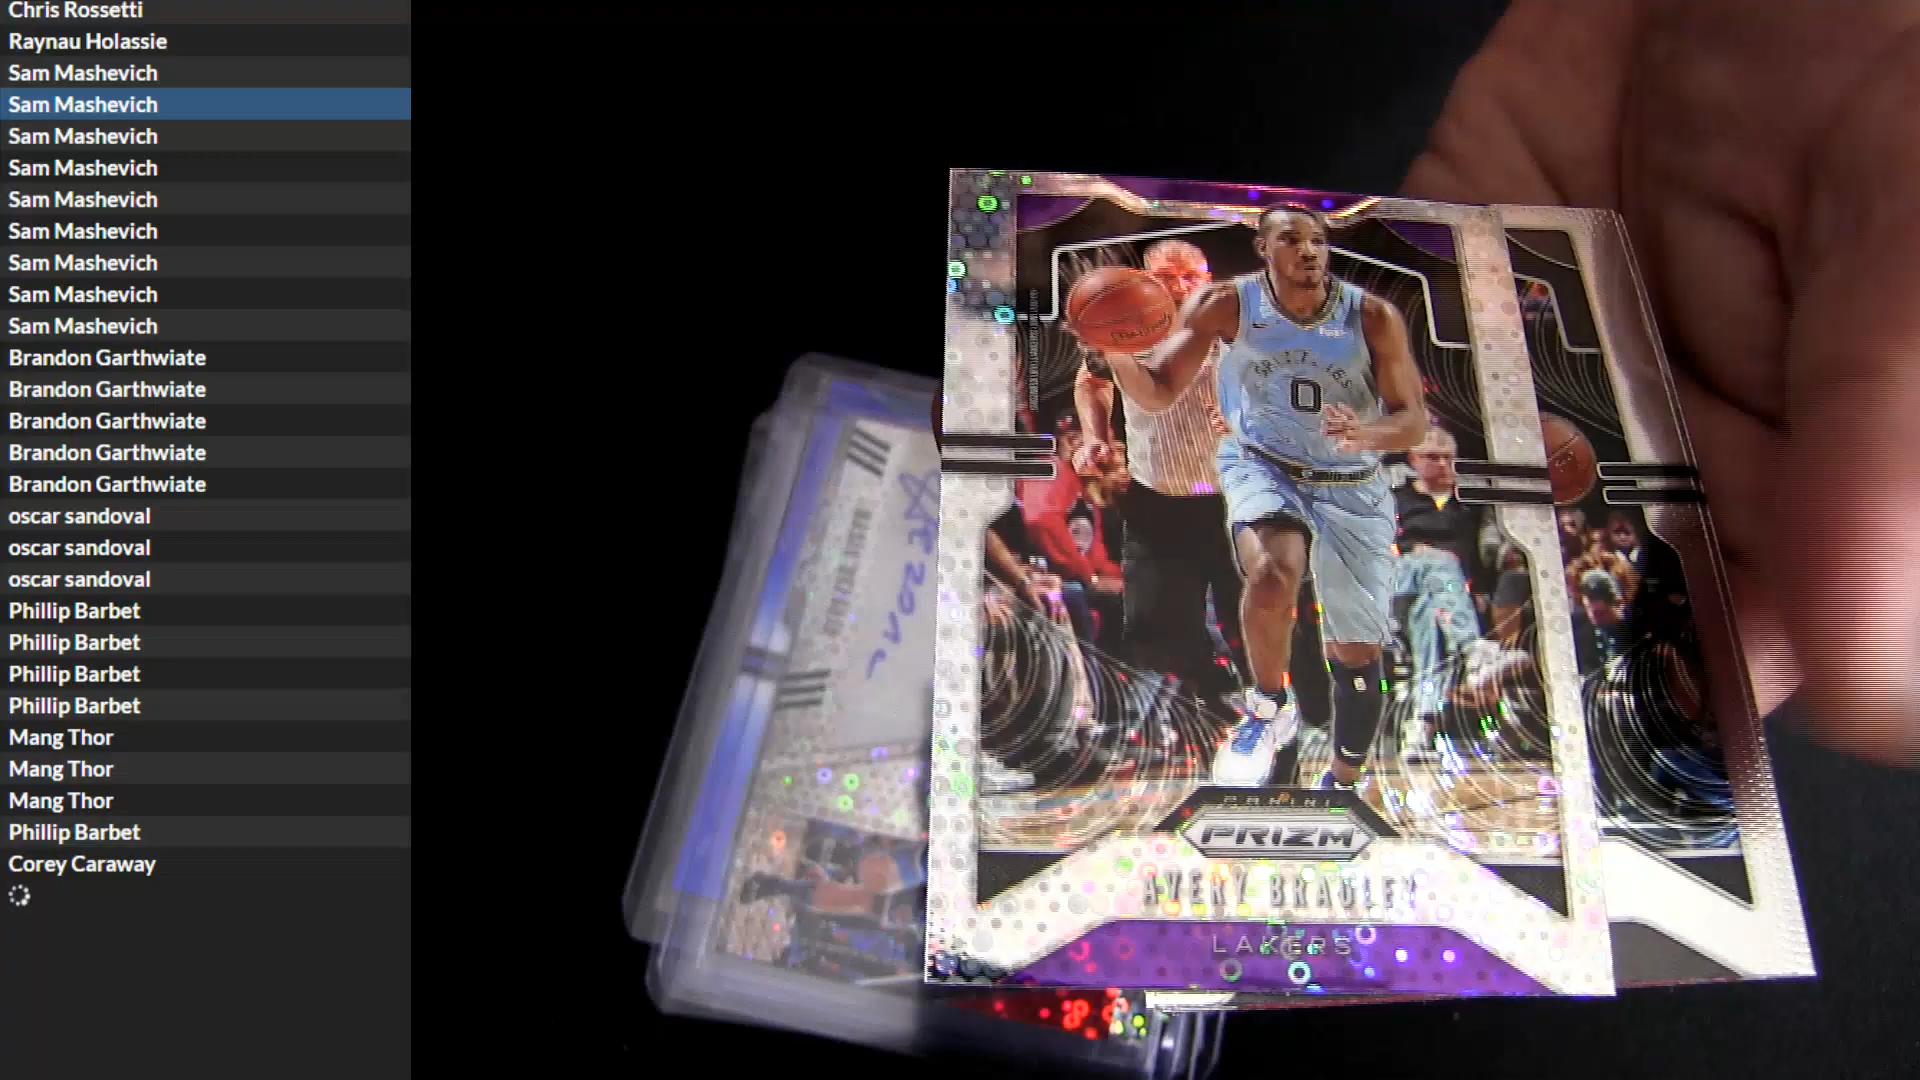 Chris Rossetti
Raynau Holassie
Sam Mashevich
Sam Mashevich
Sam Mashevich
Sam Mashevich
Sam Mashevich
Sam Mashevich
Sam Mashevich
Sam Mashevich
Sam Mashevich
Brandon Garthwiate
Brandon Garthwiate
Brandon Garthwiate
Brandon Garthwiate
Brandon Garthwiate
oscar sandoval
oscar sandoval
oscar sandoval
Phillip Barbet
Phillip Barbet
Phillip Barbet
Phillip Barbet
Mang Thor
Mang Thor
Mang Thor
Phillip Barbet
Corey Caraway
0
PANINI
PRIZM
AVERY BRADLEY
LAKERS